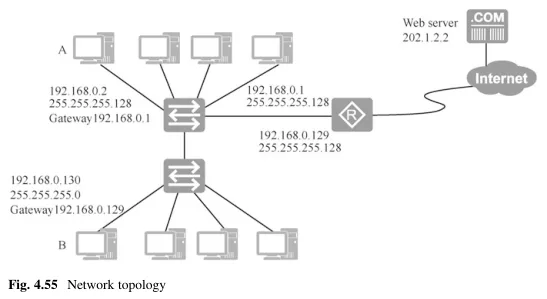 Web server
202.1.2.2
.COM
Internet
A
192.168.0.2
255.255.255.128
Gateway192.168.0.1
192.168.0.1
255.255.255.128
R
192.168.0.129
255.255.255.128
192.168.0.130
255.255.255.0
Gateway192.168.0.129
B
Fig. 4.55 Network topology